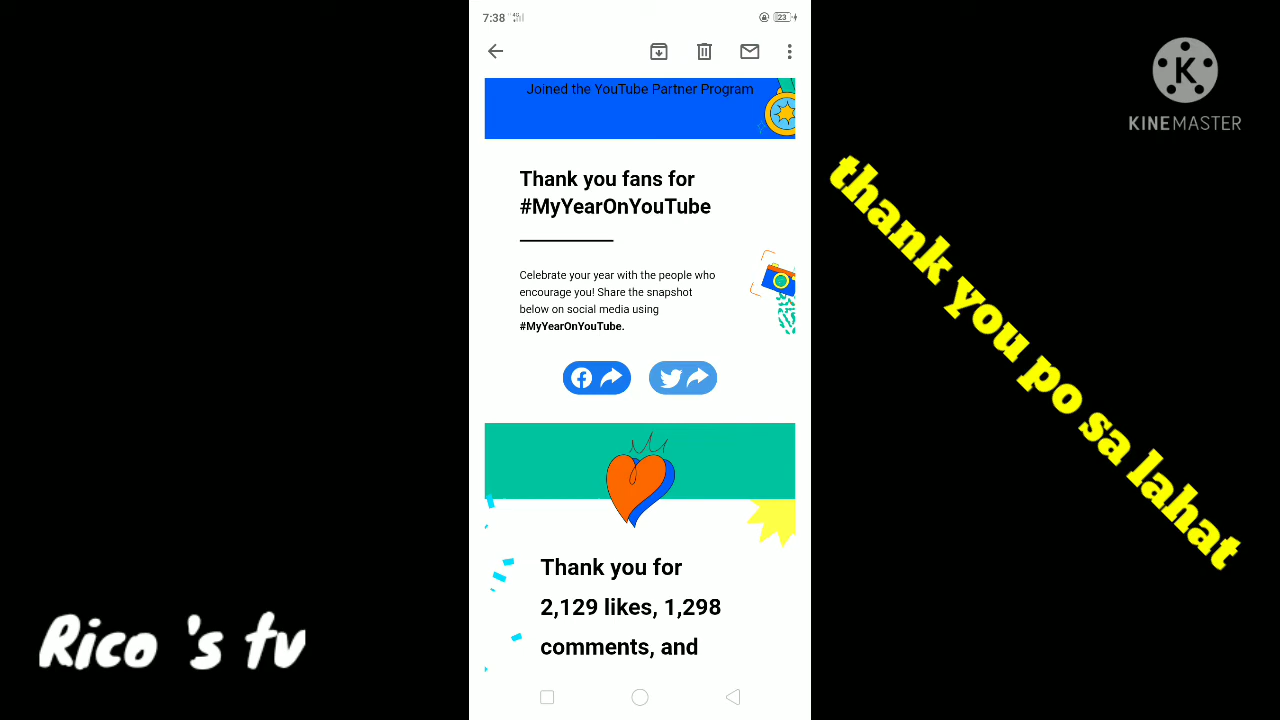 7:38
23
Joined the YouTube Partner Program
KINEMASTER
Thank you fans for
#MyYearOnYouTube
Celebrate your year with the people who
encourage you! Share the snapshot
below on social media using
#MyYearOnYouTube.
thank you po sa lahat
Thank you for
2,129 likes, 1,298
comments, and
Rico 's tv